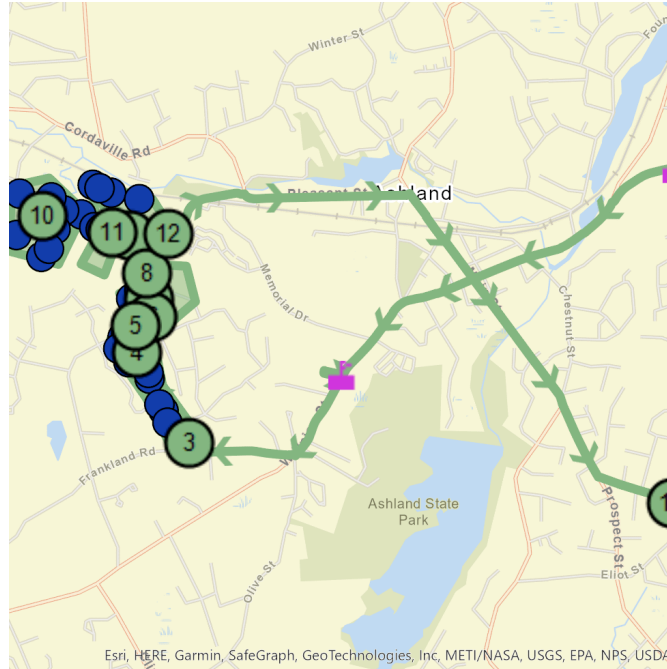 Winter St
Cordaville Rd
Pleasant St
Ashland
10
11
12
8
5
4
3
Memorial Dr
Chestnut St
Frankland Rd
Ashland State
Park
Prospect St
Eliot St
Olive St
Esri, HERE, Garmin, SafeGraph, GeoTechnologies, Inc, METI/NASA, USGS, EPA, NPS, USDA